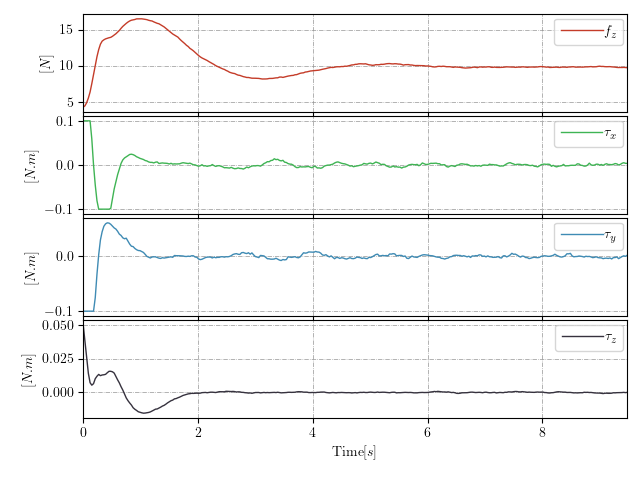 15
10
5
[N]
f_z
0.1
0.0
−0.1
[N.m]
τ_x
0.0
−0.1
[N.m]
τ_y
0.050
0.025
0.000
[N.m]
τ_z
0 2 4 6 8
Time[s]